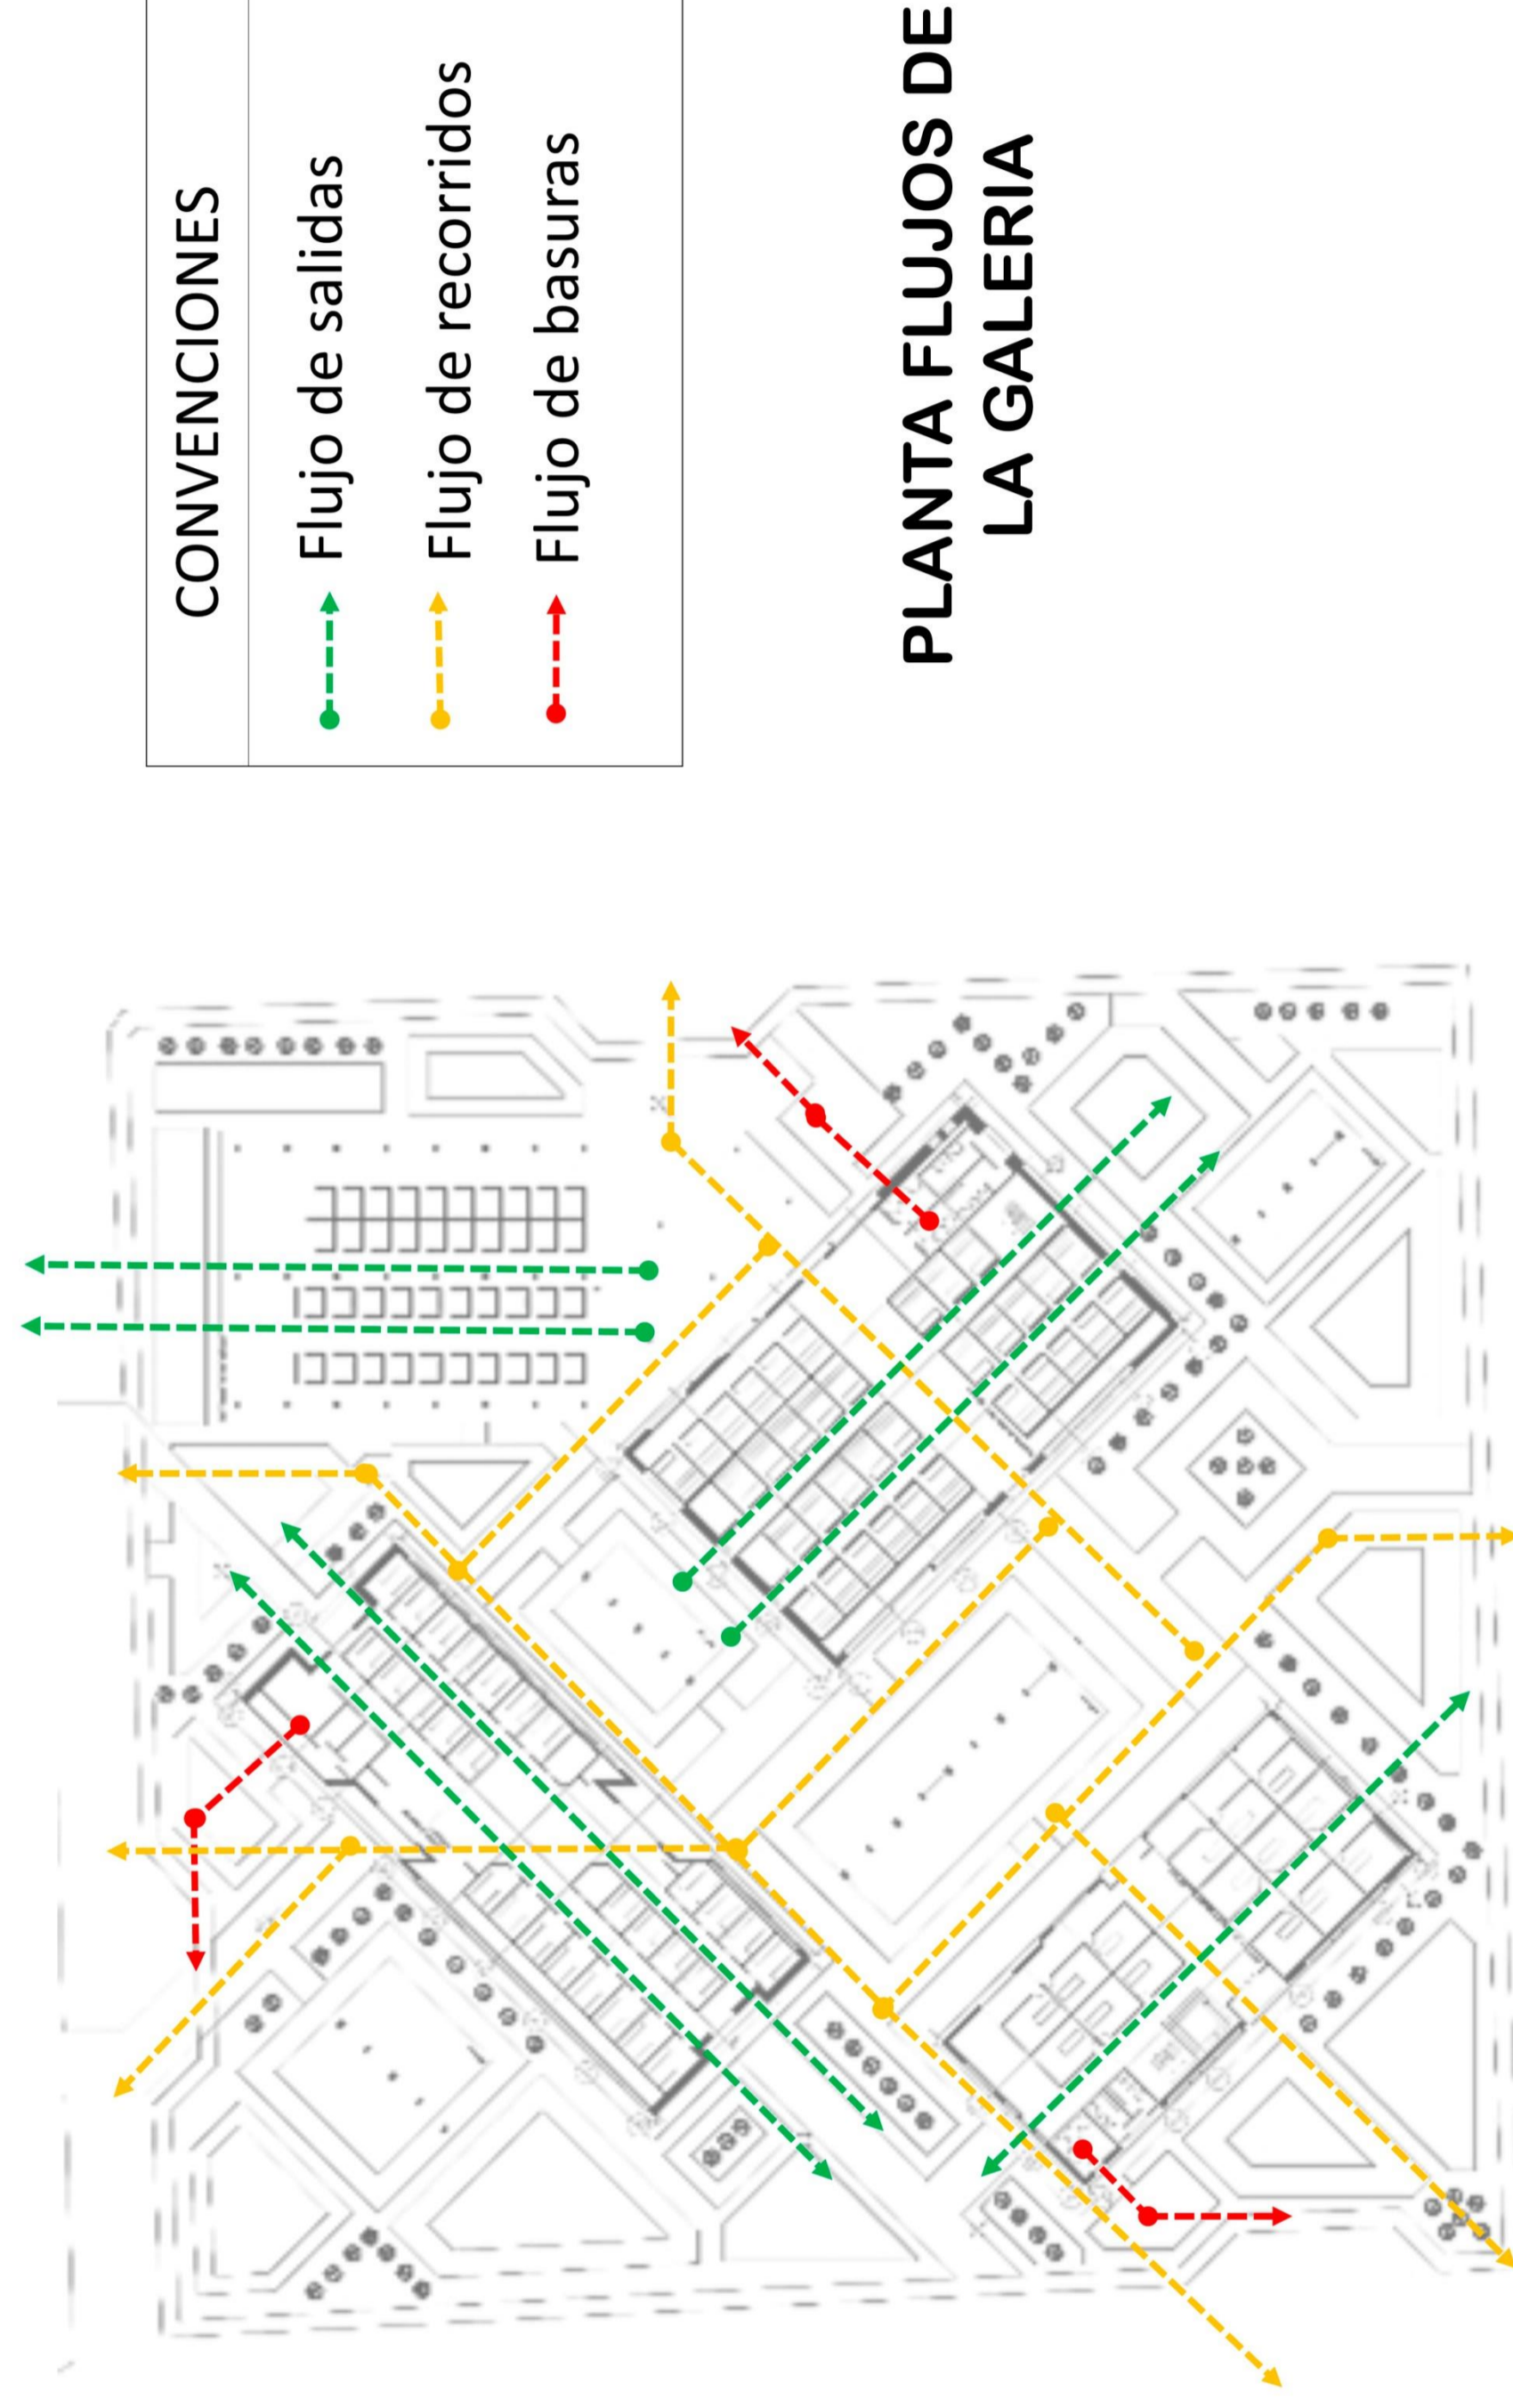 CONVENCIONES
Flujo de salidas
Flujo de recorridos
Flujo de basuras
PLANTA FLUJOS DE
LA GALERIA